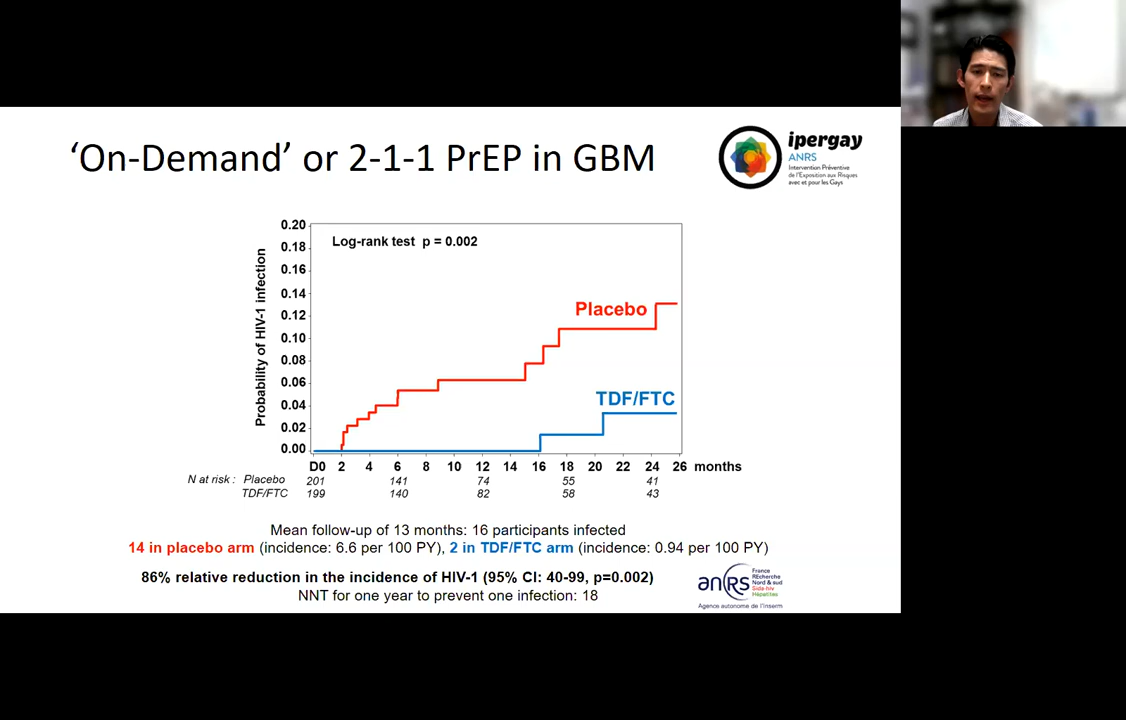 ‘On-Demand’ or 2-1-1 PrEP in GBM
ipergay
ANRS
Intervention Préventive
de l'Exposition aux Risques
avec et pour les Gays
Log-rank test p = 0.002
Probability of HIV-1 infection
0.20
0.18
0.16
0.14
0.12
0.10
0.08
0.06
0.04
0.02
0.00
Placebo
TDF/FTC
D0 2 4 6 8 10 12 14 16 18 20 22 24 26 months
N at risk : Placebo 201 141 74 55 41
TDF/FTC 199 140 82 58 43
Mean follow-up of 13 months: 16 participants infected
14 in placebo arm (incidence: 6.6 per 100 PY), 2 in TDF/FTC arm (incidence: 0.94 per 100 PY)
86% relative reduction in the incidence of HIV-1 (95% CI: 40-99, p=0.002)
NNT for one year to prevent one infection: 18
anRS
France
REcherche
Nord & sud
Sida-hiv
Hépatites
Agence autonome de l'Inserm